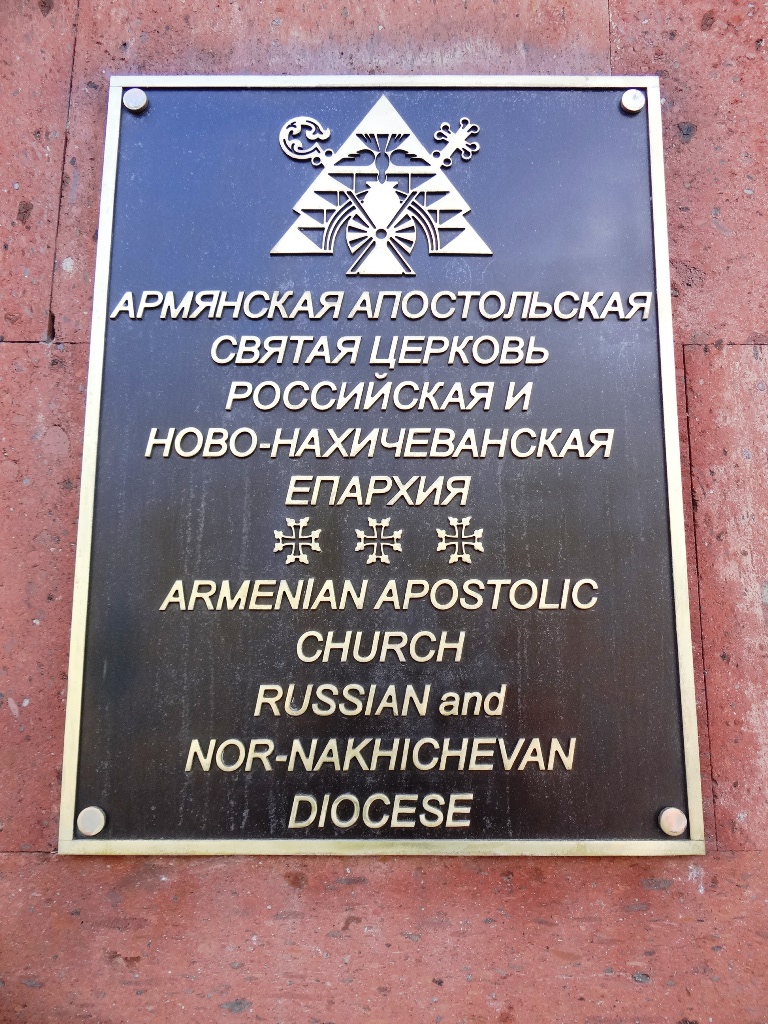 АРМЯНСКАЯ АПОСТОЛЬСКАЯ
СВЯТАЯ ЦЕРКОВЬ
РОССИЙСКАЯ И
НОВО-НАХИЧЕВАНСКАЯ
ЕПАРХИЯ
ARMENIAN APOSTOLIC
CHURCH
RUSSIAN and
NOR-NAKHICHEVAN
DIOCESE